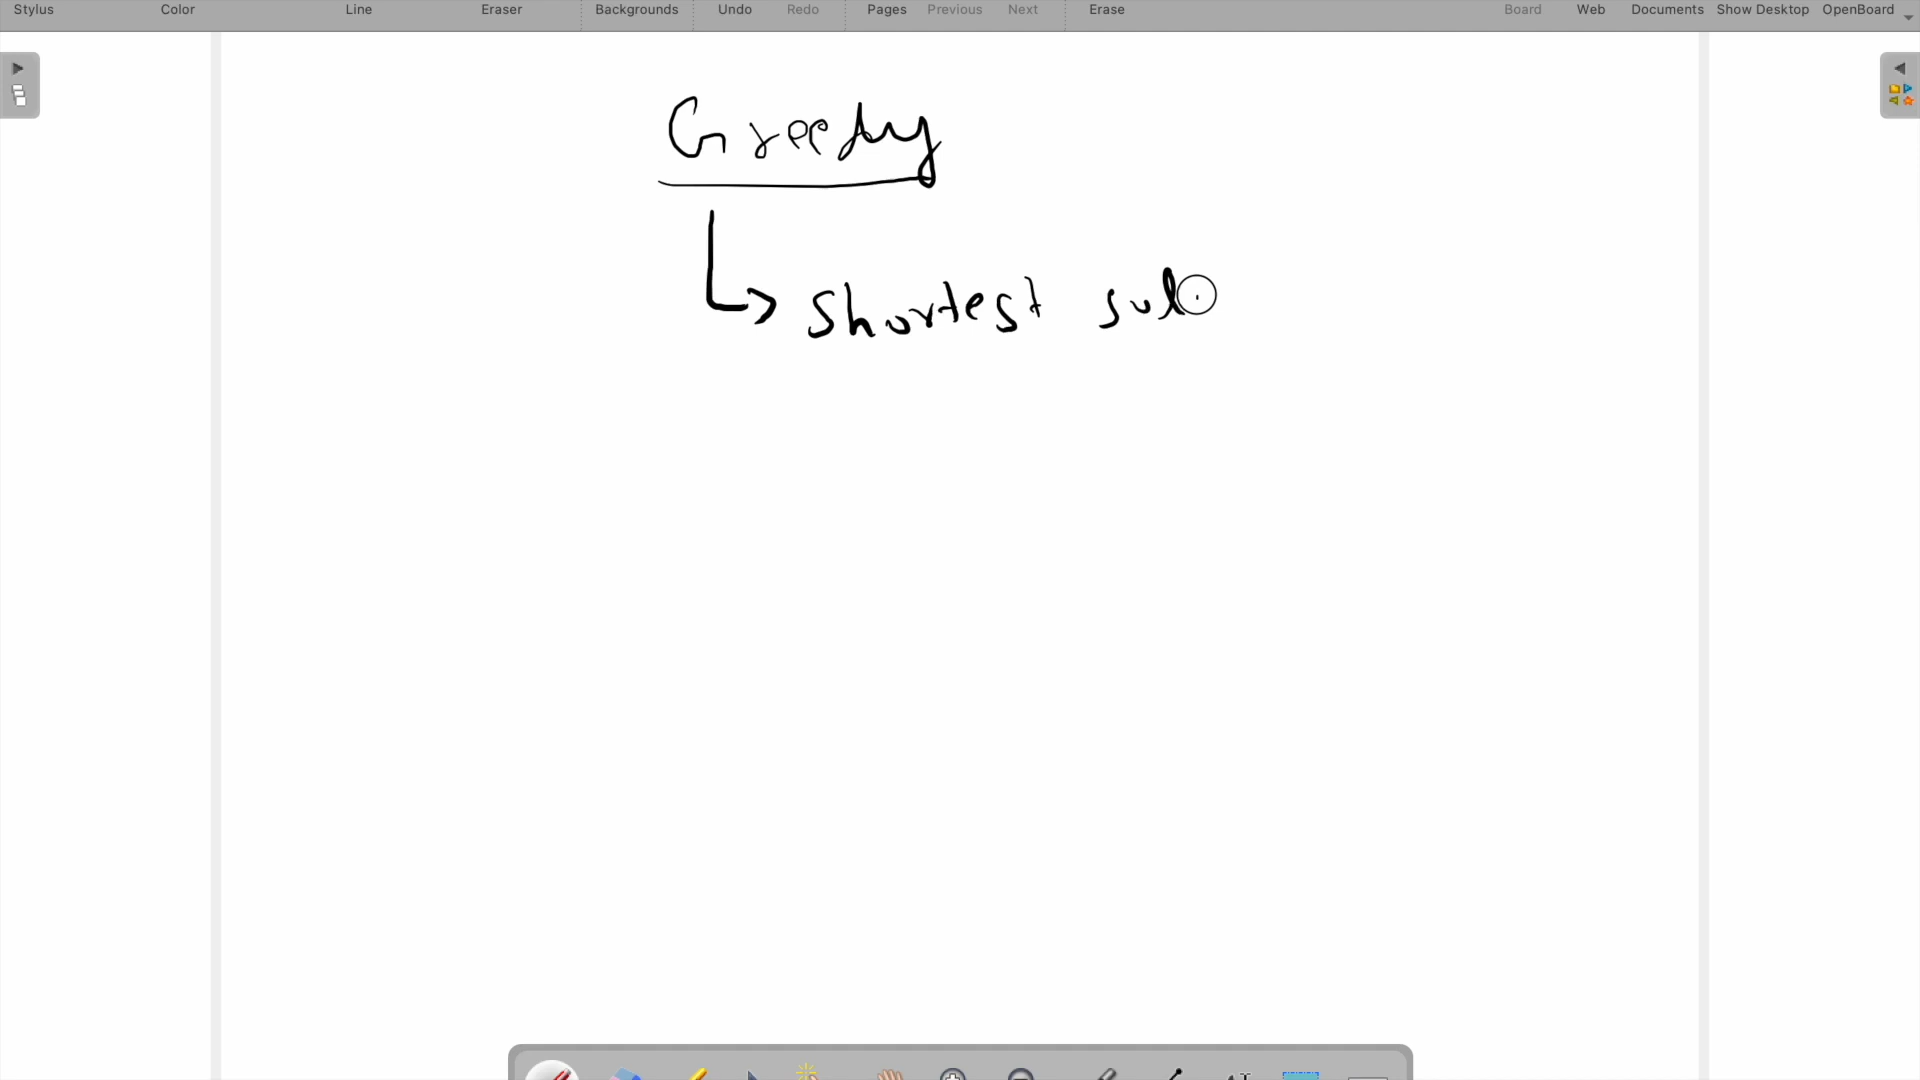 Stylus Color Line Eraser Backgrounds Undo Redo Pages Previous Next Erase Board Web Documents Show Desktop OpenBoard
Greedy
shortest sub